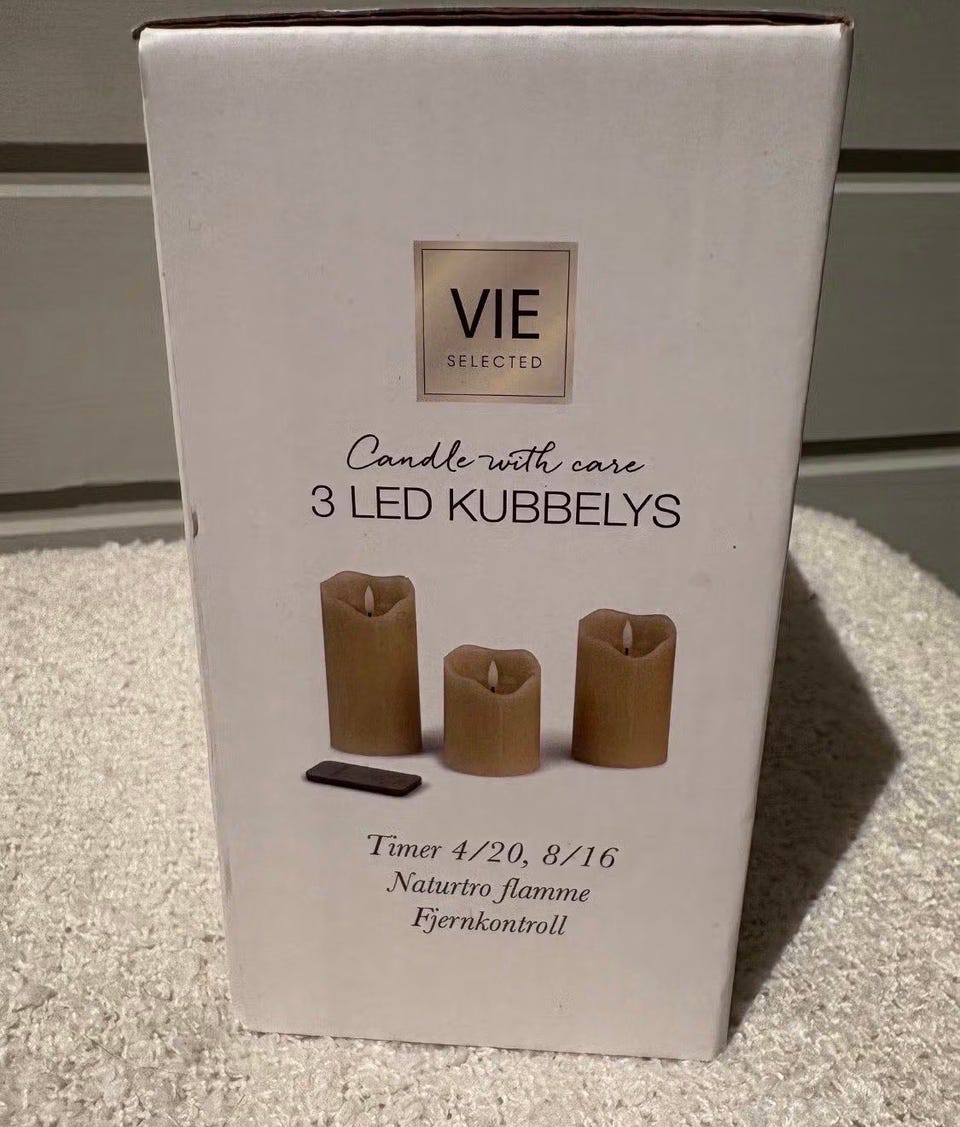 VIE
SELECTED
Candle with care
3 LED KUBBELYS
Timer 4/20, 8/16
Naturtro flamme
Fjernkontroll